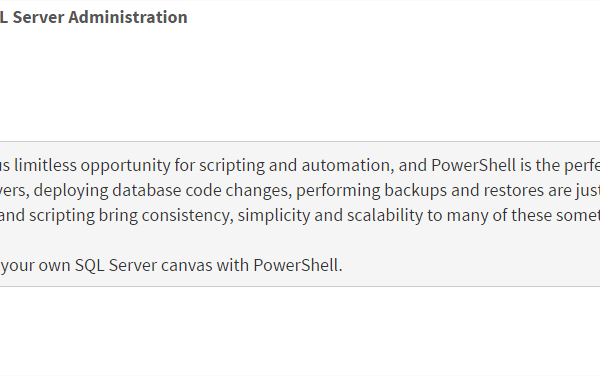 L Server Administration
us limitless opportunity for scripting and automation, and PowerShell is the perfe
vers, deploying database code changes, performing backups and restores are just
and scripting bring consistency, simplicity and scalability to many of these somet
your own SQL Server canvas with PowerShell.